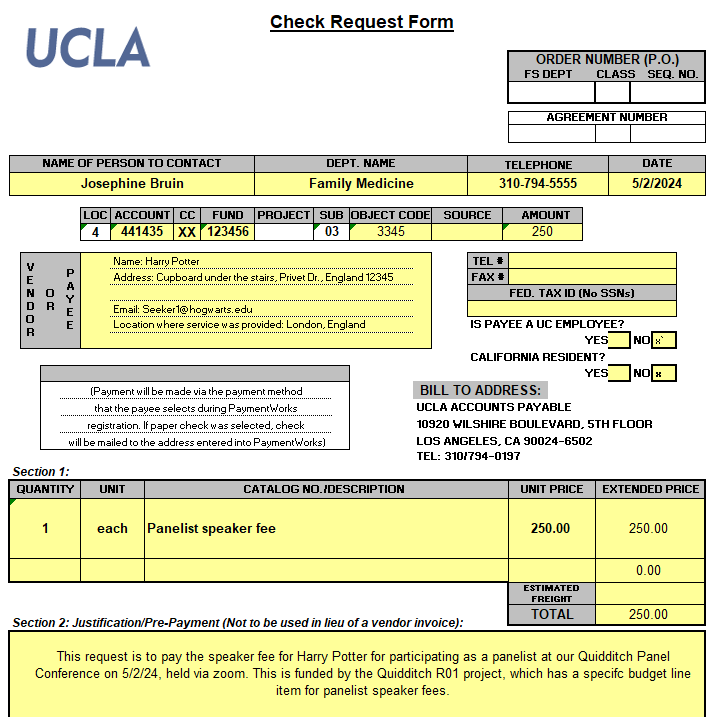 Check Request Form
UCLA
ORDER NUMBER (P.O.)
FS DEPT CLASS SEQ. NO.
AGREEMENT NUMBER
NAME OF PERSON TO CONTACT DEPT. NAME TELEPHONE DATE
Josephine Bruin Family Medicine 310-794-5555 5/2/2024
LOC ACCOUNT CC FUND PROJECT SUB OBJECT CODE SOURCE AMOUNT
4 441435 XX 123456 03 3345 250
VENDOR OR PAYEE
Name: Harry Potter
Address: Cupboard under the stairs, Privet Dr., England 12345
Email: Seeker1@hogwarts.edu
Location where service was provided: London, England
TEL #
FAX #
FED. TAX ID (No SSNs)
IS PAYEE A UC EMPLOYEE?
YES NO x`
CALIFORNIA RESIDENT?
YES NO x
(Payment will be made via the payment method
that the payee selects during PaymentWorks
registration. If paper check was selected, check
will be mailed to the address entered into PaymentWorks)
BILL TO ADDRESS:
UCLA ACCOUNTS PAYABLE
10920 WILSHIRE BOULEVARD, 5TH FLOOR
LOS ANGELES, CA 90024-6502
TEL: 310/794-0197
Section 1:
QUANTITY UNIT CATALOG NO./DESCRIPTION UNIT PRICE EXTENDED PRICE
1 each Panelist speaker fee 250.00 250.00
0.00
ESTIMATED FREIGHT
TOTAL 250.00
Section 2: Justification/Pre-Payment (Not to be used in lieu of a vendor invoice):
This request is to pay the speaker fee for Harry Potter for participating as a panelist at our Quidditch Panel
Conference on 5/2/24, held via zoom. This is funded by the Quidditch R01 project, which has a specifc budget line
item for panelist speaker fees.